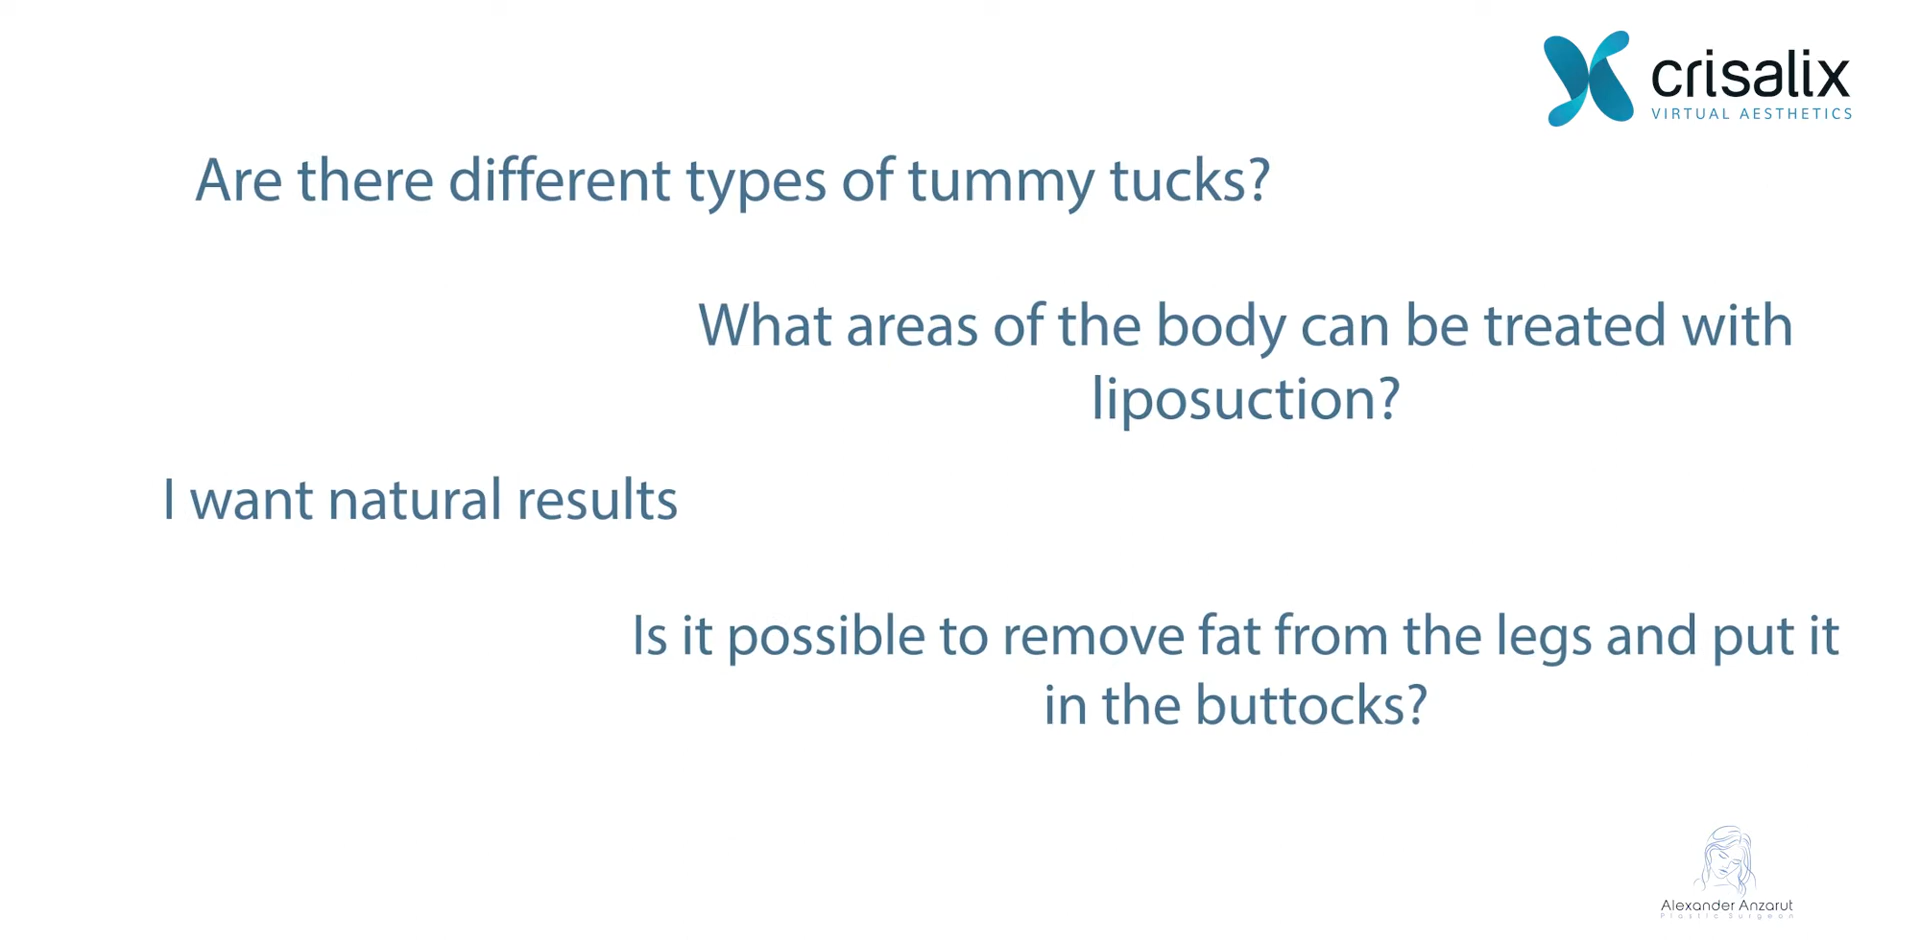 crisalix
VIRTUAL AESTHETICS
Are there different types of tummy tucks?
What areas of the body can be treated with
liposuction?
I want natural results
Is it possible to remove fat from the legs and put it
in the buttocks?
Alexander Anzarut
Plastic Surgeon